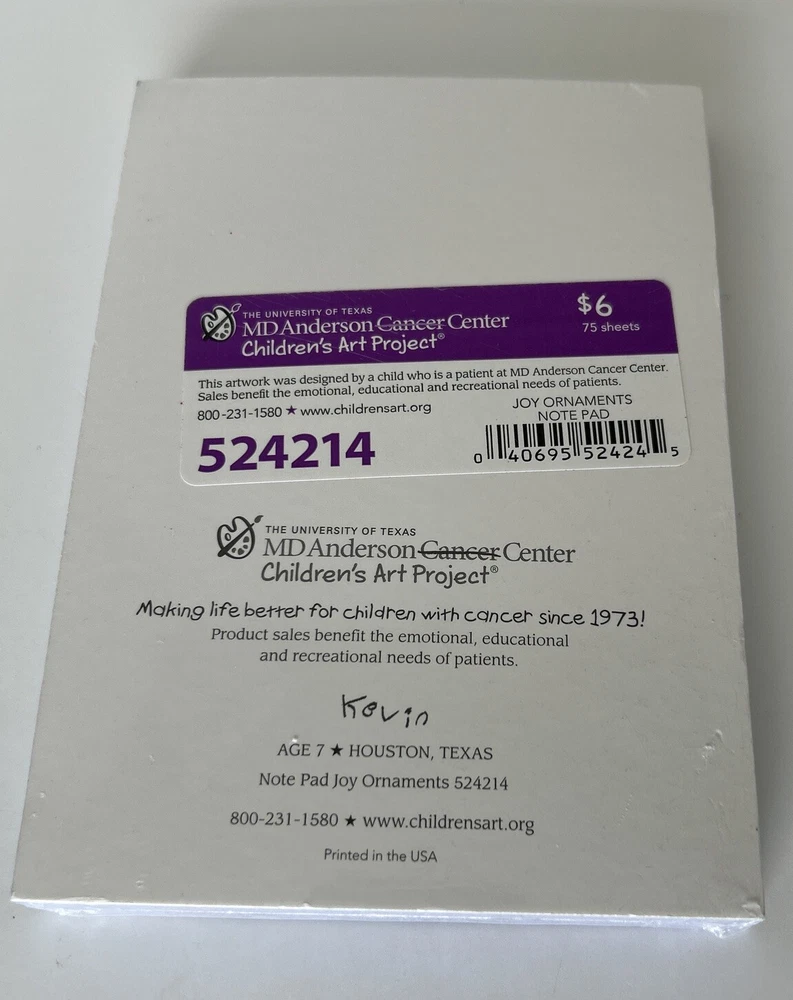 THE UNIVERSITY OF TEXAS
MD Anderson Cancer Center
Children's Art Project®
$6
75 sheets
This artwork was designed by a child who is a patient at MD Anderson Cancer Center.
Sales benefit the emotional, educational and recreational needs of patients.
800-231-1580 ★ www.childrensart.org
JOY ORNAMENTS
NOTE PAD
524214
0 40695 52424 5
THE UNIVERSITY OF TEXAS
MD Anderson Cancer Center
Children's Art Project®
Making life better for children with cancer since 1973!
Product sales benefit the emotional, educational
and recreational needs of patients.
Kevin
AGE 7 ★ HOUSTON, TEXAS
Note Pad Joy Ornaments 524214
800-231-1580 ★ www.childrensart.org
Printed in the USA